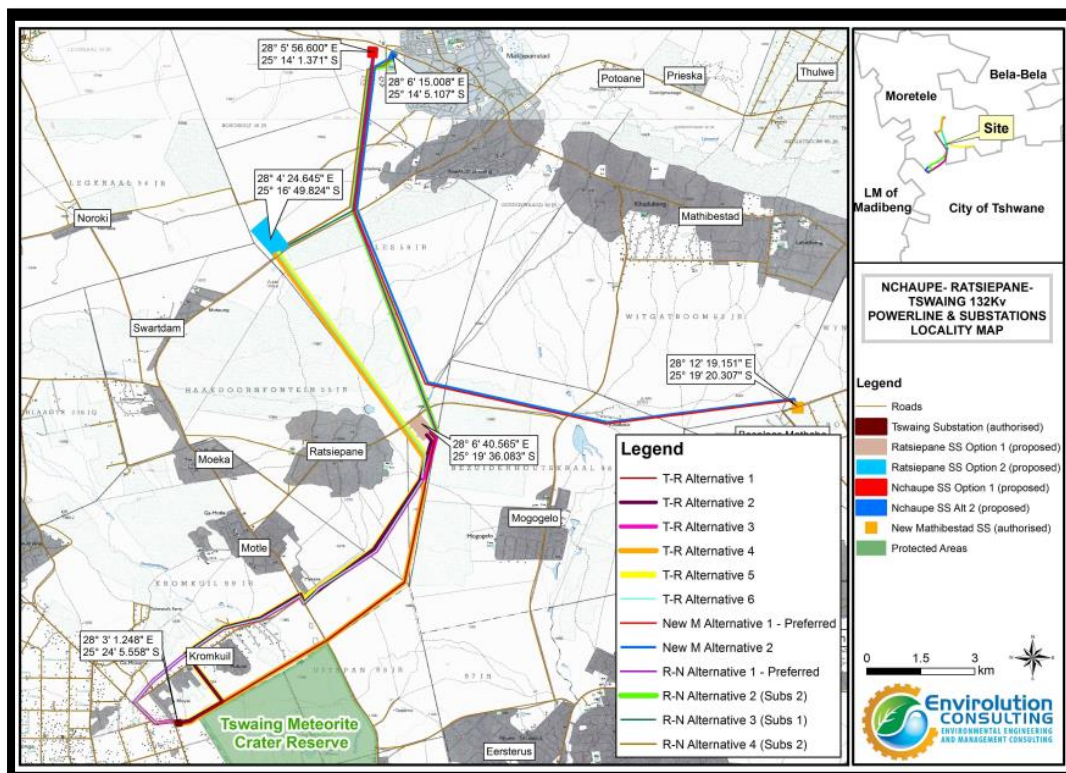 28° 5' 56.600" E
25° 14' 1.371" S
28° 6' 15.008" E
25° 14' 5.107" S
Potoane
Prieska
Thulwe
28° 4' 24.645" E
25° 16' 49.824" S
Noroki
Mathibestad
Swartdam
WITGATBOOM 62 JR
HAAKDOORNFONTEIN 55 JR
28° 12' 19.151" E
25° 19' 20.307" S
28° 6' 40.565" E
25° 19' 36.083" S
Ratsiepane
Moeka
Mogogelo
Motle
KROMKUIL 99 JR
28° 3' 1.248" E
25° 24' 5.558" S
Kromkuil
Tswaing Meteorite
Crater Reserve
Eersterus
Legend
T-R Alternative 1
T-R Alternative 2
T-R Alternative 3
T-R Alternative 4
T-R Alternative 5
T-R Alternative 6
New M Alternative 1 - Preferred
New M Alternative 2
R-N Alternative 1 - Preferred
R-N Alternative 2 (Subs 2)
R-N Alternative 3 (Subs 1)
R-N Alternative 4 (Subs 2)
Bela-Bela
Moretele
Site
LM of
Madibeng
City of Tshwane
NCHAUPE- RATSIEPANE-
TSWAING 132Kv
POWERLINE & SUBSTATIONS
LOCALITY MAP
Legend
Roads
Tswaing Substation (authorised)
Ratsiepane SS Option 1 (proposed)
Ratsiepane SS Option 2 (proposed)
Nchaupe SS Option 1 (proposed)
Nchaupe SS Alt 2 (proposed)
New Mathibestad SS (authorised)
Protected Areas
0 1.5 3
km
Envirolution
CONSULTING
ENVIRONMENTAL ENGINEERING
AND MANAGEMENT CONSULTING